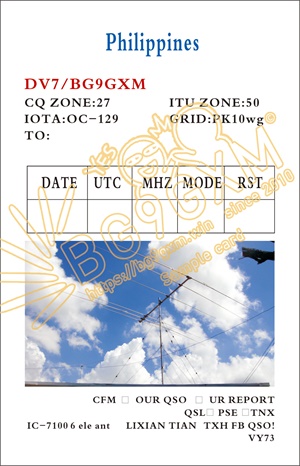 Philippines
DV7/BG9GXM
CQ ZONE:27 ITU ZONE:50
IOTA:OC-129 GRID:PK10wg
TO:
DATE UTC MHZ MODE RST
YES
BG9GXM
since 2010
https://bg9gxm.win
Sample card
CFM □ OUR QSO □ UR REPORT
QSL□ PSE □TNX
IC-7100 6 ele ant LIXIAN TIAN TXH FB QSO!
VY73